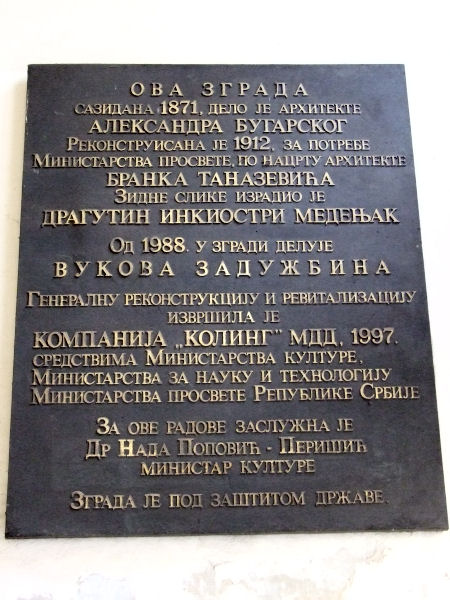 ОВА ЗГРАДА
САЗИДАНА 1871, ДЕЛО ЈЕ АРХИТЕКТЕ
АЛЕКСАНДРА БУГАРСКОГ
РЕКОНСТРУИСАНА ЈЕ 1912, ЗА ПОТРЕБЕ
МИНИСТАРСТВА ПРОСВЕТЕ, ПО НАЦРТУ АРХИТЕКТЕ
БРАНКА ТАНАЗЕВИЋА
ЗИДНЕ СЛИКЕ ИЗРАДИО ЈЕ
ДРАГУТИН ИНКИОСТРИ МЕДЕЊАК
ОД 1988. У ЗГРАДИ ДЕЛУЈЕ
ВУКОВА ЗАДУЖБИНА
ГЕНЕРАЛНУ РЕКОНСТРУКЦИЈУ И РЕВИТАЛИЗАЦИЈУ
ИЗВРШИЛА ЈЕ
КОМПАНИЈА „КОЛИНГ" МДД, 1997.
СРЕДСТВИМА МИНИСТАРСТВА КУЛТУРЕ,
МИНИСТАРСТВА ЗА НАУКУ И ТЕХНОЛОГИЈУ
МИНИСТАРСТВА ПРОСВЕТЕ РЕПУБЛИКЕ СРБИЈЕ
ЗА ОВЕ РАДОВЕ ЗАСЛУЖНА ЈЕ
ДР НАДА ПОПОВИЋ - ПЕРИШИЋ
МИНИСТАР КУЛТУРЕ
ЗГРАДА ЈЕ ПОД ЗАШТИТОМ ДРЖАВЕ.